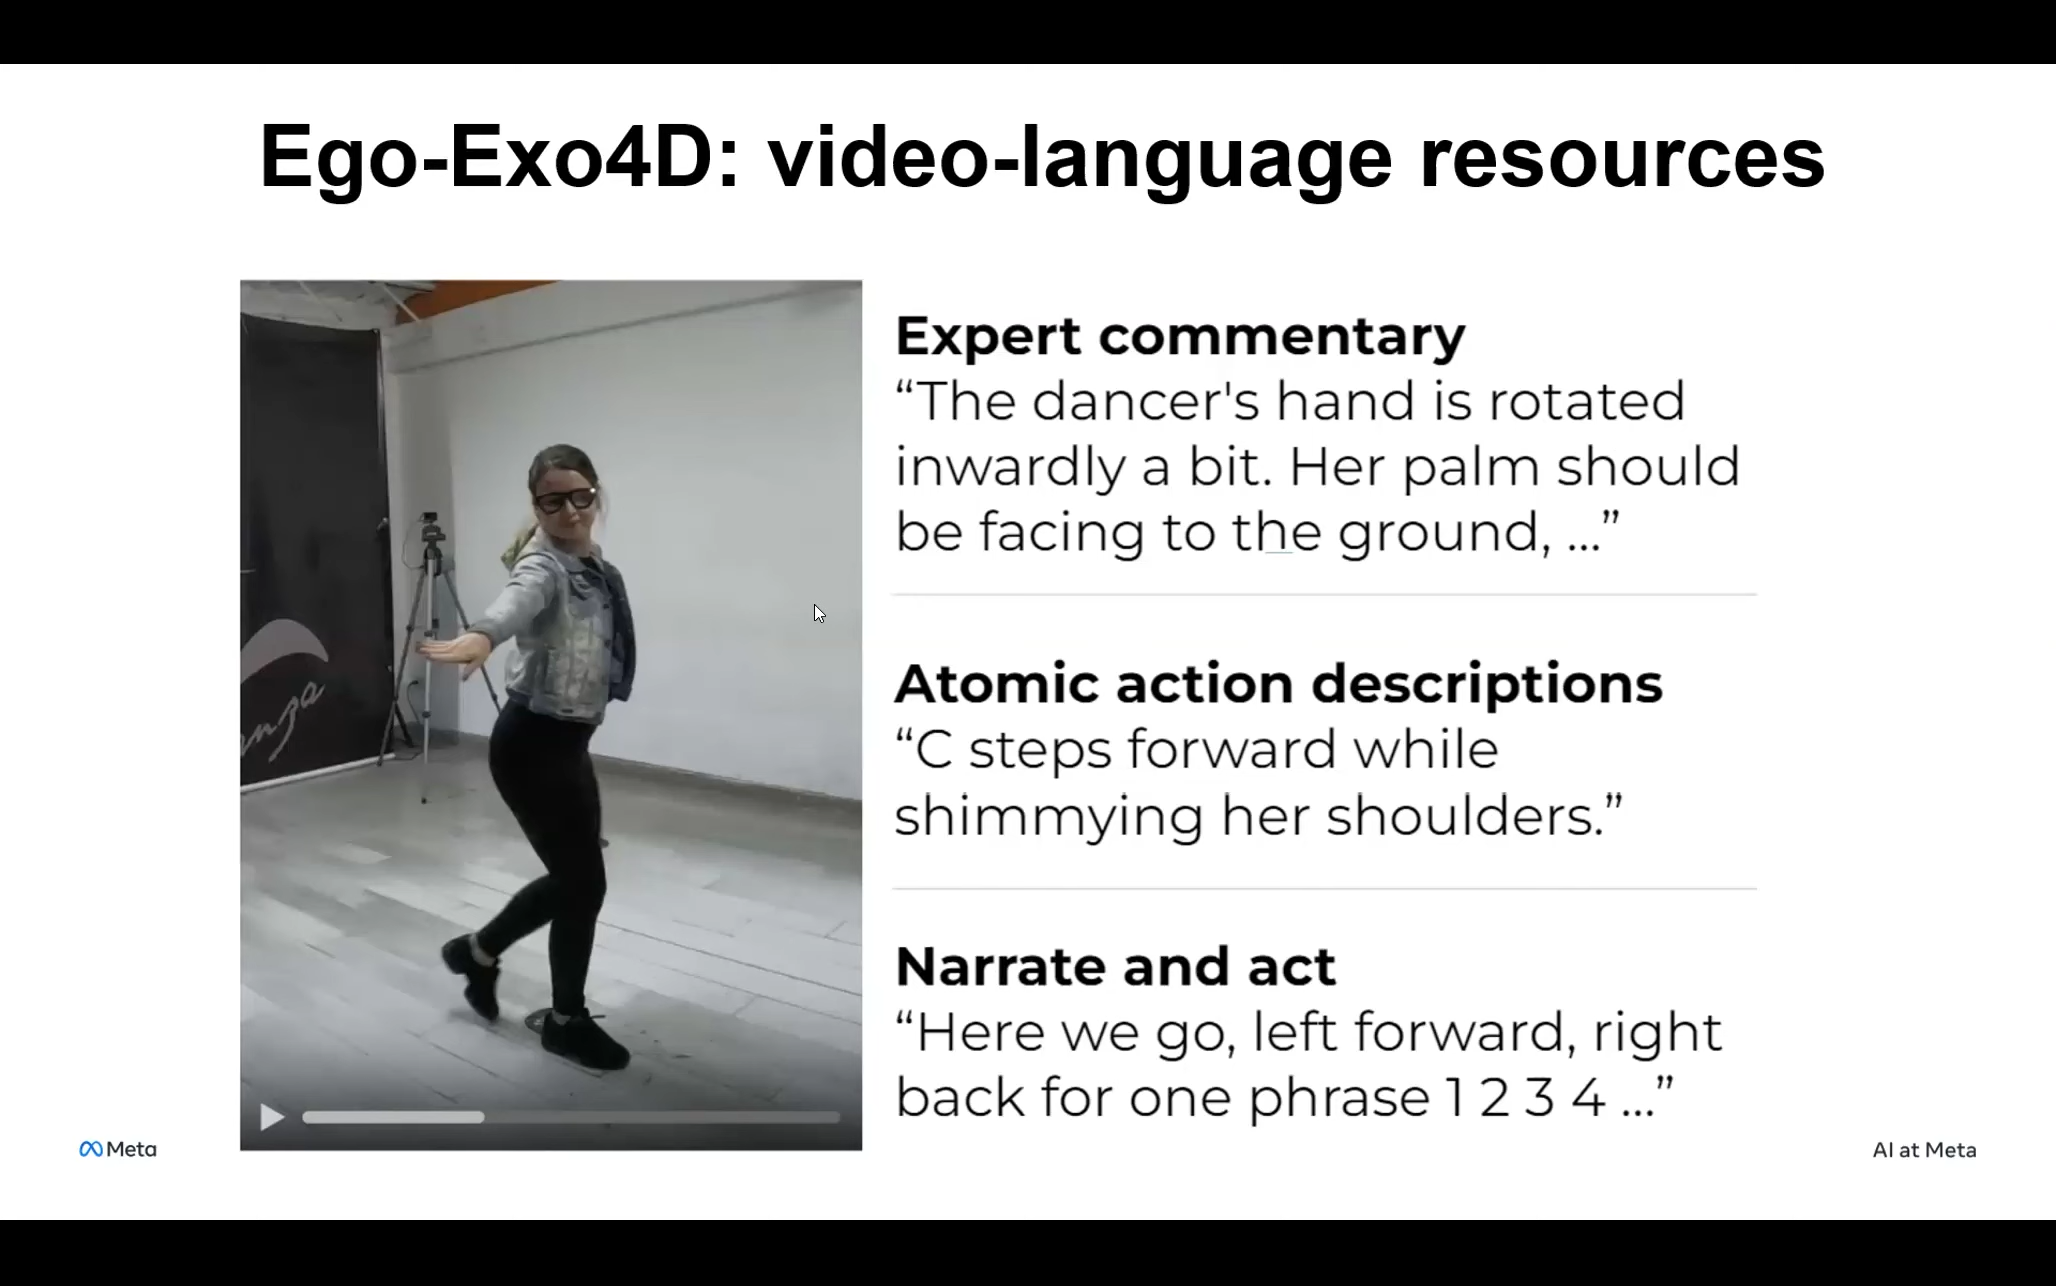 Ego-Exo4D: video-language resources
Expert commentary
“The dancer's hand is rotated
inwardly a bit. Her palm should
be facing to the ground, ...”
Atomic action descriptions
“C steps forward while
shimmying her shoulders.”
Narrate and act
“Here we go, left forward, right
back for one phrase 1 2 3 4 ...”
Meta
AI at Meta